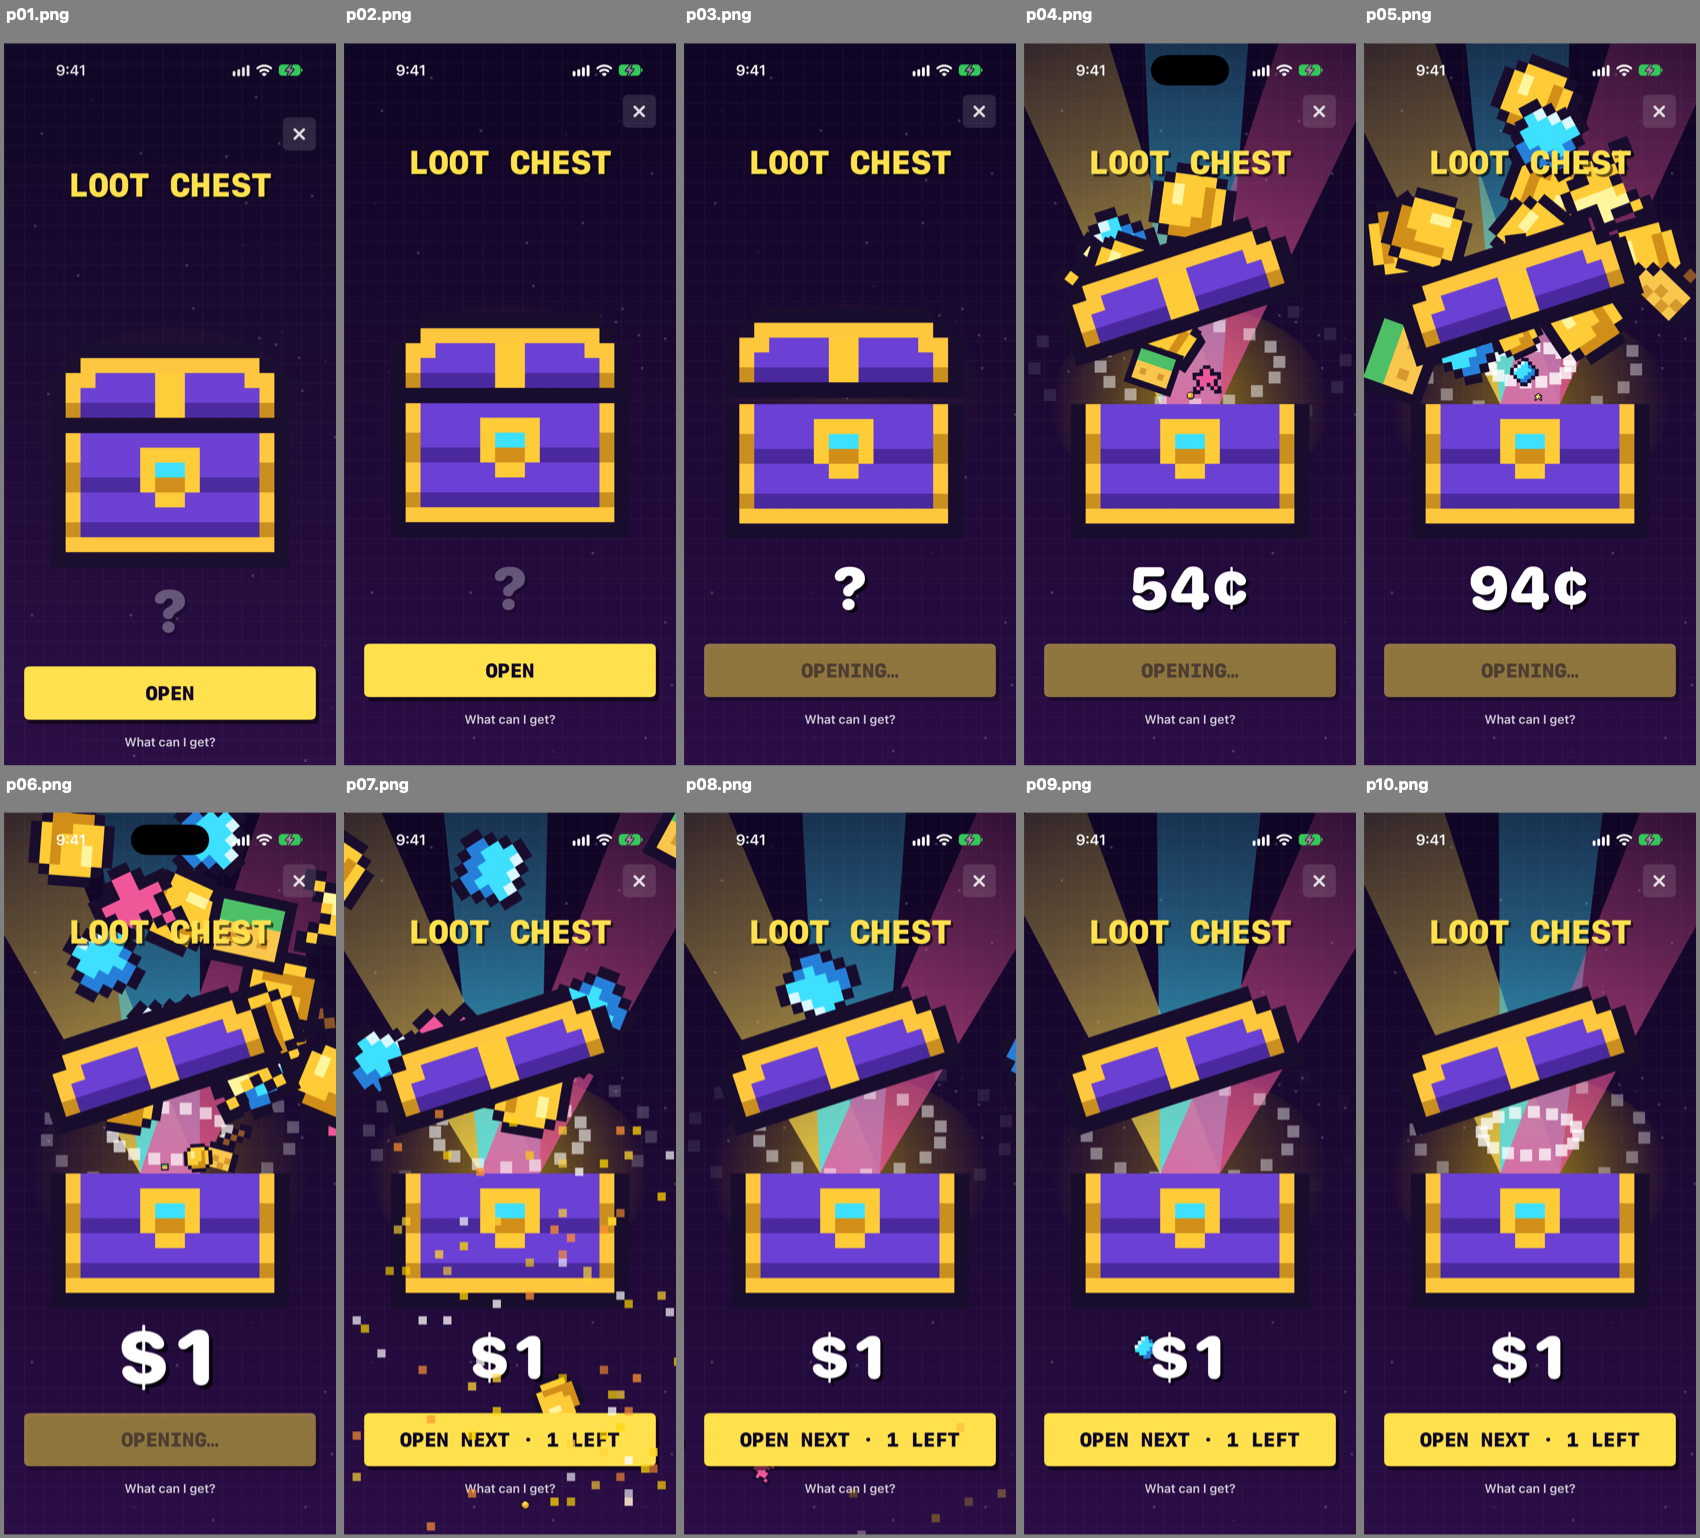 p01.png
9:41
LOOT CHEST
?
OPEN
What can I get?
p02.png
9:41
LOOT CHEST
?
OPEN
What can I get?
p03.png
9:41
LOOT CHEST
?
OPENING…
What can I get?
p04.png
9:41
LOOT CHEST
54¢
OPENING…
What can I get?
p05.png
9:41
LOOT CHEST
94¢
OPENING…
What can I get?
p06.png
9:41
LOOT CHEST
$1
OPENING…
What can I get?
p07.png
9:41
LOOT CHEST
$1
OPEN NEXT · 1 LEFT
What can I get?
p08.png
9:41
LOOT CHEST
$1
OPEN NEXT · 1 LEFT
What can I get?
p09.png
9:41
LOOT CHEST
$1
OPEN NEXT · 1 LEFT
What can I get?
p10.png
9:41
LOOT CHEST
$1
OPEN NEXT · 1 LEFT
What can I get?